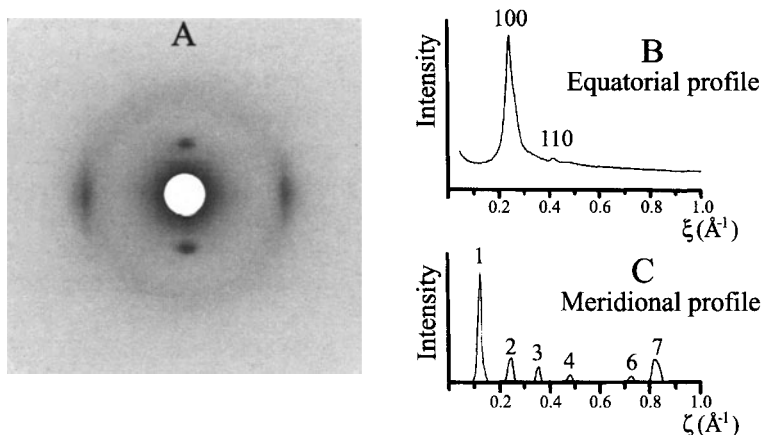 A
100
B
Equatorial profile
Intensity
110
0.2 0.4 0.6 0.8 1.0
ξ (Å⁻¹)
1
C
Meridional profile
Intensity
2 3 4 6 7
0.2 0.4 0.6 0.8 1.0
ζ (Å⁻¹)